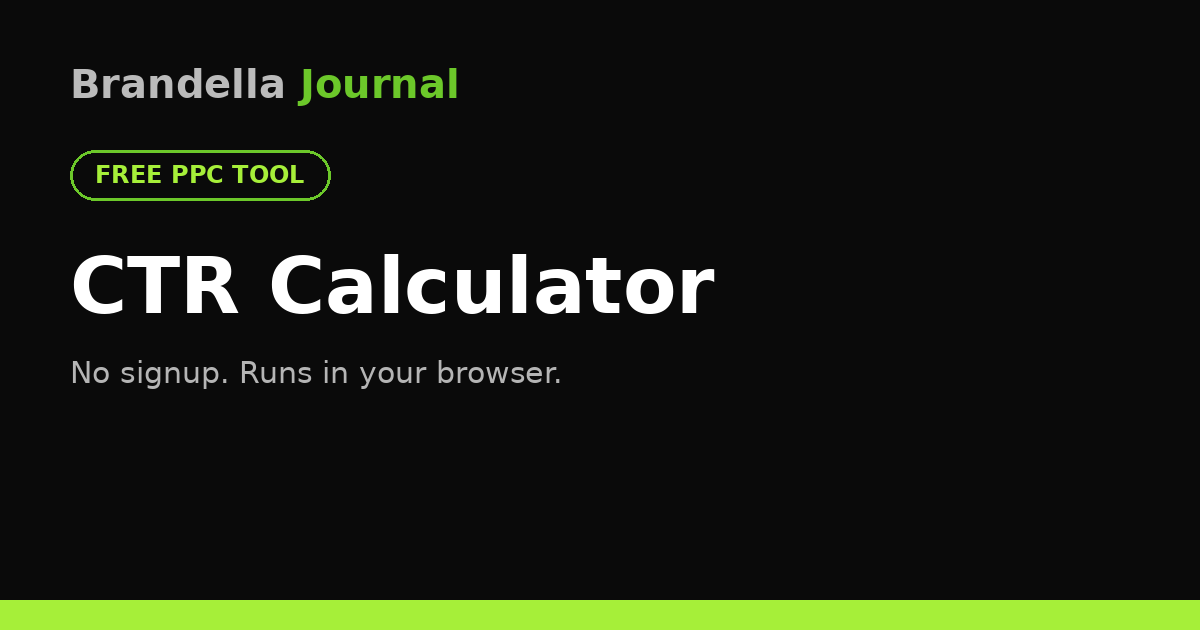 Brandella Journal
FREE PPC TOOL
CTR Calculator
No signup. Runs in your browser.